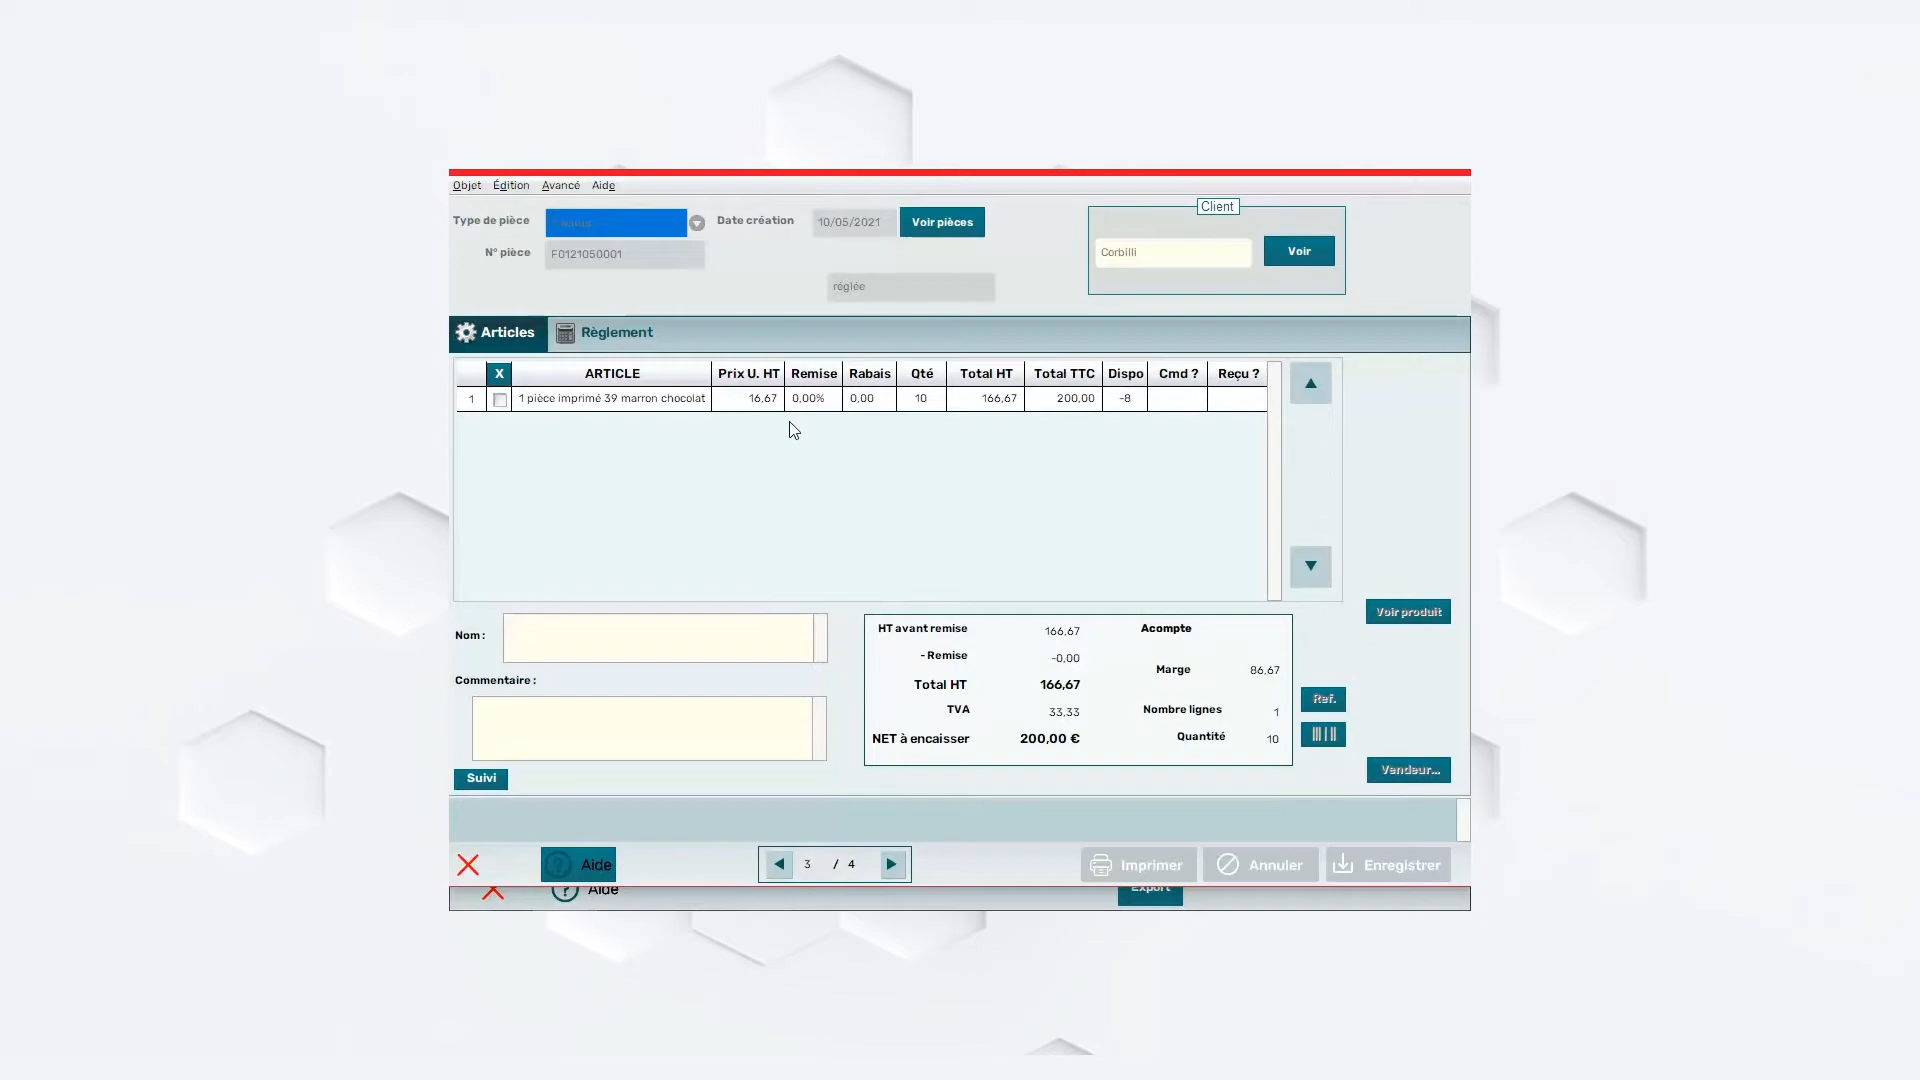 Objet Édition Avancé Aide
Type de pièce Date création 10/05/2021 Voir pièces
Client
N° pièce F0121050001
Corbilli Voir
réglée
Articles Règlement
X ARTICLE Prix U. HT Remise Rabais Qté Total HT Total TTC Dispo Cmd ? Reçu ?
1 1 pièce imprimé 39 marron chocolat 16,67 0,00% 0,00 10 166,67 200,00 -8
Voir produit
Nom :
Commentaire :
HT avant remise 166,67 Acompte
- Remise -0,00
Marge 86,67
Total HT 166,67
TVA 33,33 Nombre lignes 1
NET à encaisser 200,00 € Quantité 10
Ref.
Vendeur...
Suivi
Aide 3 / 4 Imprimer Annuler Enregistrer
Aide Export